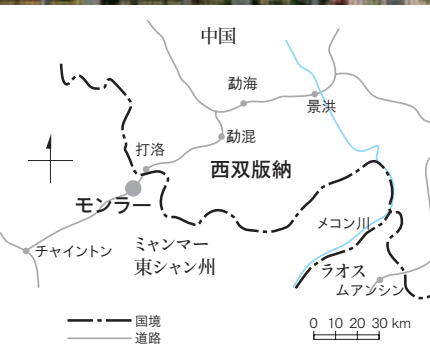 中国
勐海
景洪
勐混
打洛
西双版納
モンラー
メコン川
チャイントン
ミャンマー
東シャン州
ラオス
ムアンシン
国境
道路
0 10 20 30 km